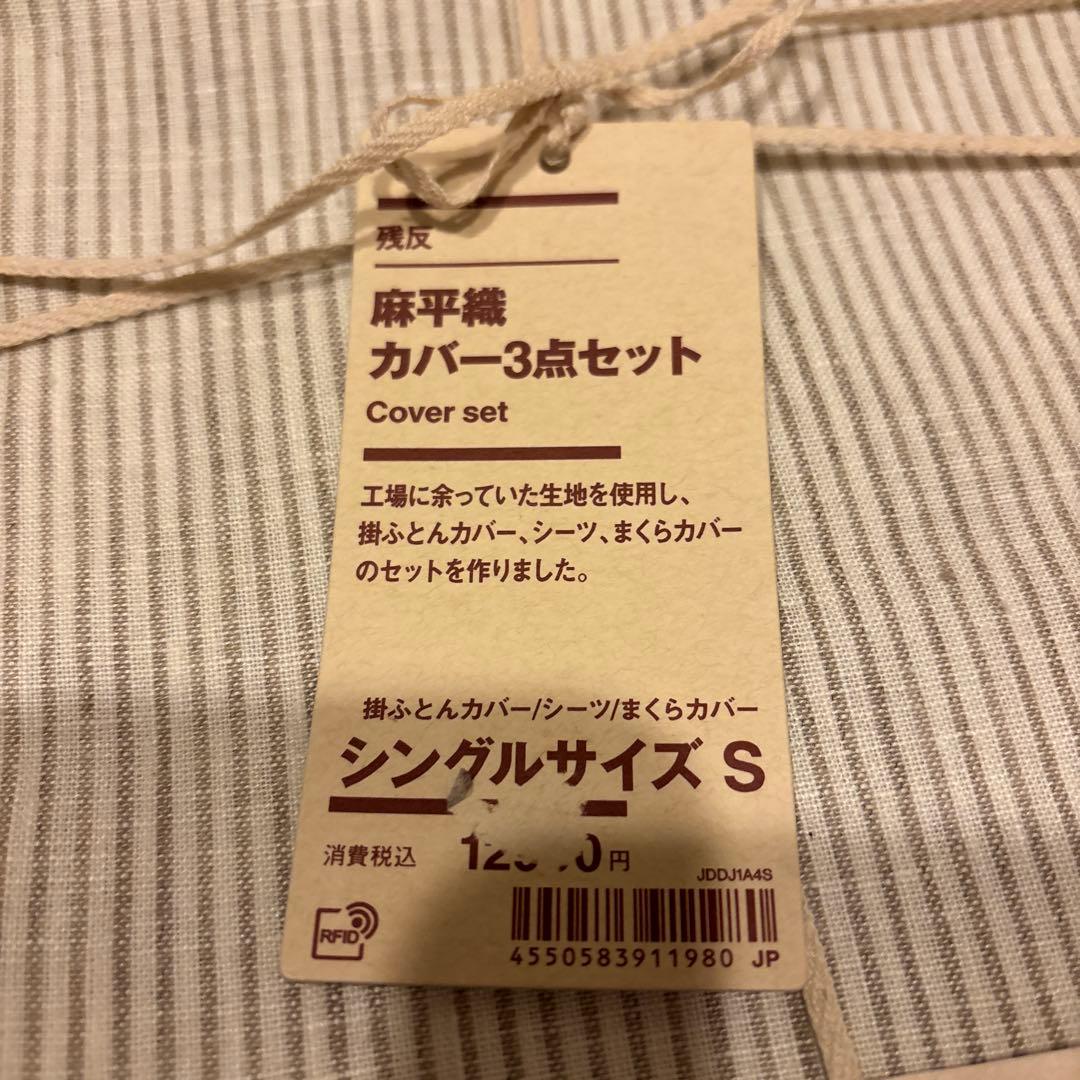 残反
麻平織
カバー3点セット
Cover set
工場に余っていた生地を使用し、
掛ふとんカバー、シーツ、まくらカバー
のセットを作りました。
掛ふとんカバー/シーツ/まくらカバー
シングルサイズ S
消費税込 円
JDDJ1A4S
RFID
4550583911980 JP